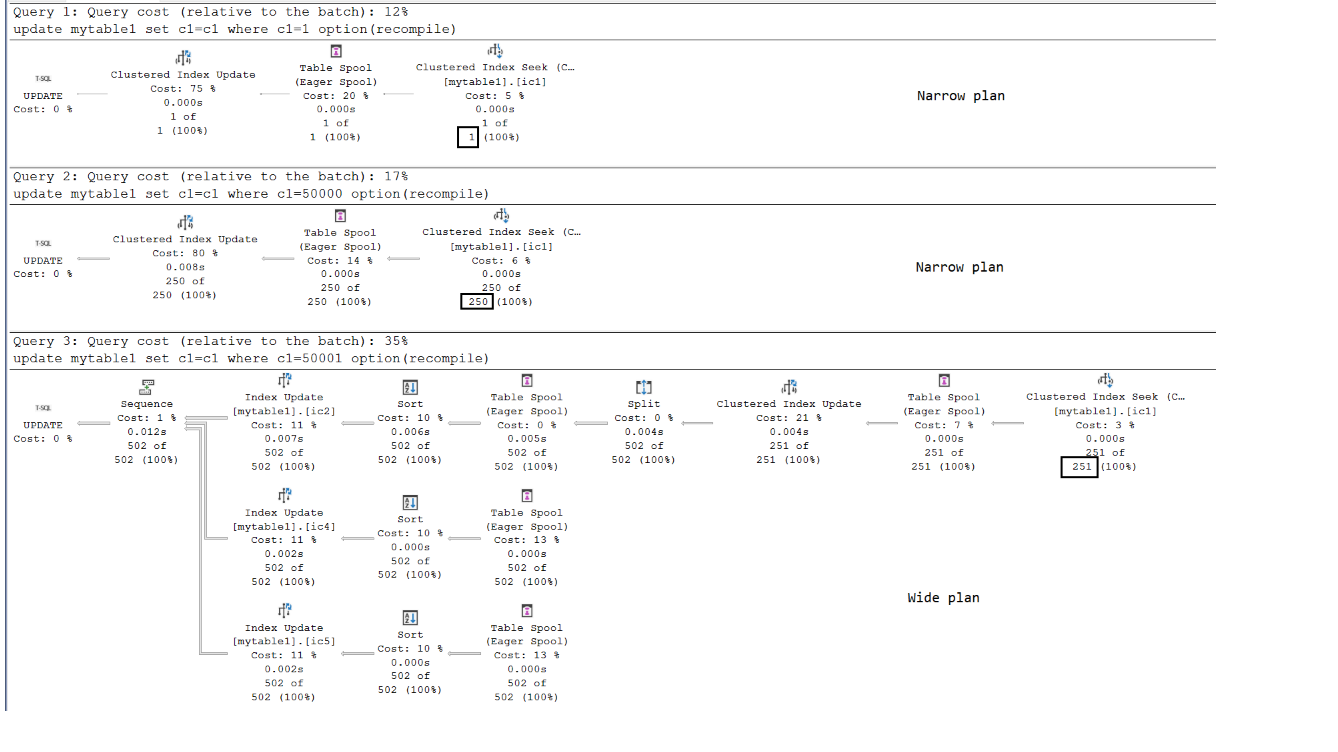 Query 1: Query cost (relative to the batch): 12%
update mytable1 set c1=c1 where c1=1 option(recompile)
T-SQL
UPDATE
Cost: 0 %
Clustered Index Update
Cost: 75 %
0.000s
1 of
1 (100%)
Table Spool
(Eager Spool)
Cost: 20 %
0.000s
1 of
1 (100%)
Clustered Index Seek (C…
[mytable1].[ic1]
Cost: 5 %
0.000s
1 of
1 (100%)
Narrow plan
Query 2: Query cost (relative to the batch): 17%
update mytable1 set c1=c1 where c1=50000 option(recompile)
T-SQL
UPDATE
Cost: 0 %
Clustered Index Update
Cost: 80 %
0.008s
250 of
250 (100%)
Table Spool
(Eager Spool)
Cost: 14 %
0.000s
250 of
250 (100%)
Clustered Index Seek (C…
[mytable1].[ic1]
Cost: 6 %
0.000s
250 of
250 (100%)
Narrow plan
Query 3: Query cost (relative to the batch): 35%
update mytable1 set c1=c1 where c1=50001 option(recompile)
T-SQL
UPDATE
Cost: 0 %
Sequence
Cost: 1 %
0.012s
502 of
502 (100%)
Index Update
[mytable1].[ic2]
Cost: 11 %
0.007s
502 of
502 (100%)
Sort
Cost: 10 %
0.006s
502 of
502 (100%)
Table Spool
(Eager Spool)
Cost: 0 %
0.005s
502 of
502 (100%)
Split
Cost: 0 %
0.004s
502 of
502 (100%)
Clustered Index Update
Cost: 21 %
0.004s
251 of
251 (100%)
Table Spool
(Eager Spool)
Cost: 7 %
0.000s
251 of
251 (100%)
Clustered Index Seek (C…
[mytable1].[ic1]
Cost: 3 %
0.000s
251 of
251 (100%)
Index Update
[mytable1].[ic4]
Cost: 11 %
0.002s
502 of
502 (100%)
Sort
Cost: 10 %
0.000s
502 of
502 (100%)
Table Spool
(Eager Spool)
Cost: 13 %
0.000s
502 of
502 (100%)
Wide plan
Index Update
[mytable1].[ic5]
Cost: 11 %
0.002s
502 of
502 (100%)
Sort
Cost: 10 %
0.000s
502 of
502 (100%)
Table Spool
(Eager Spool)
Cost: 13 %
0.000s
502 of
502 (100%)